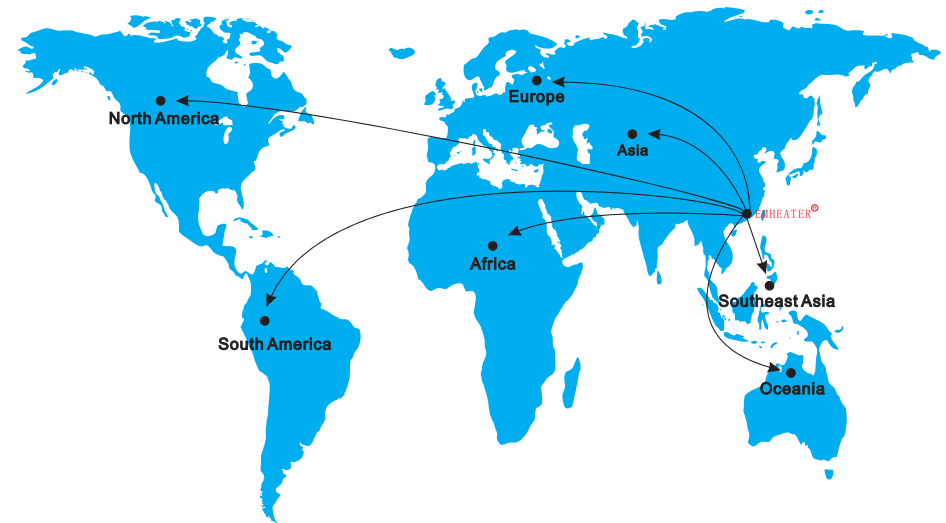 Europe
North America
Asia
EMHEATER®
Africa
Southeast Asia
South America
Oceania